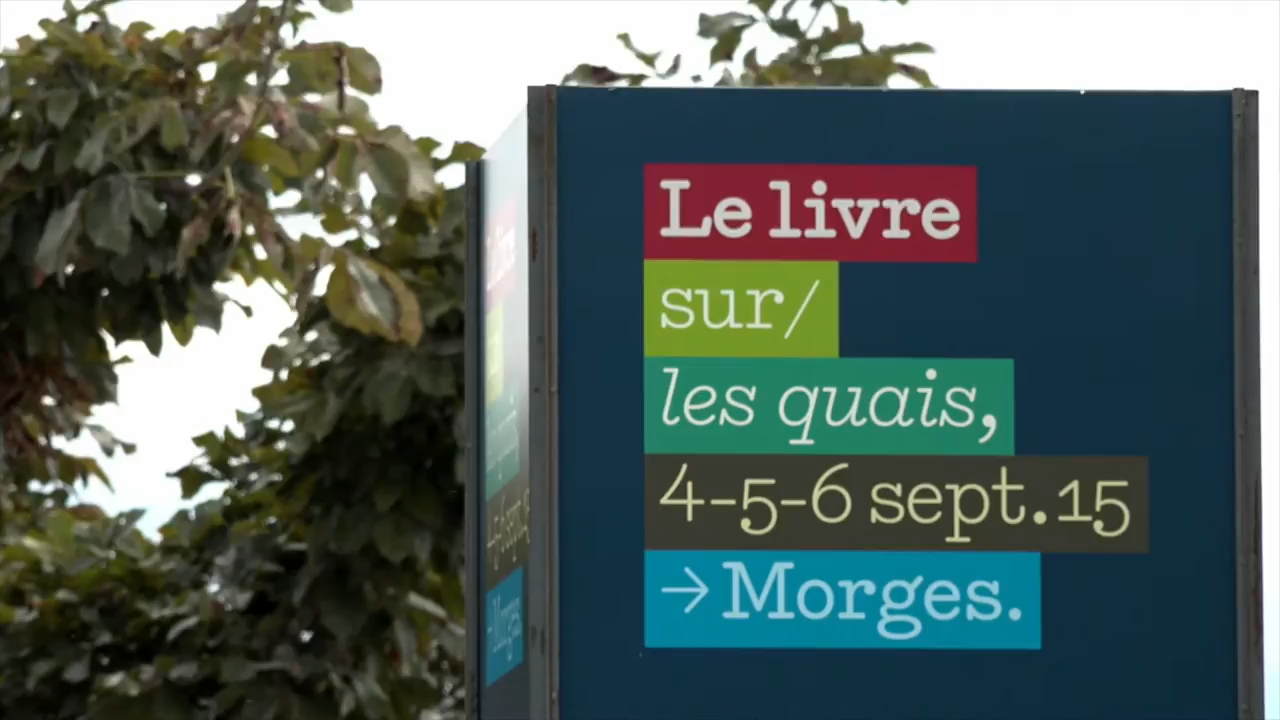 Le livre
sur/
les quais,
4-5-6 sept.15
→ Morges.